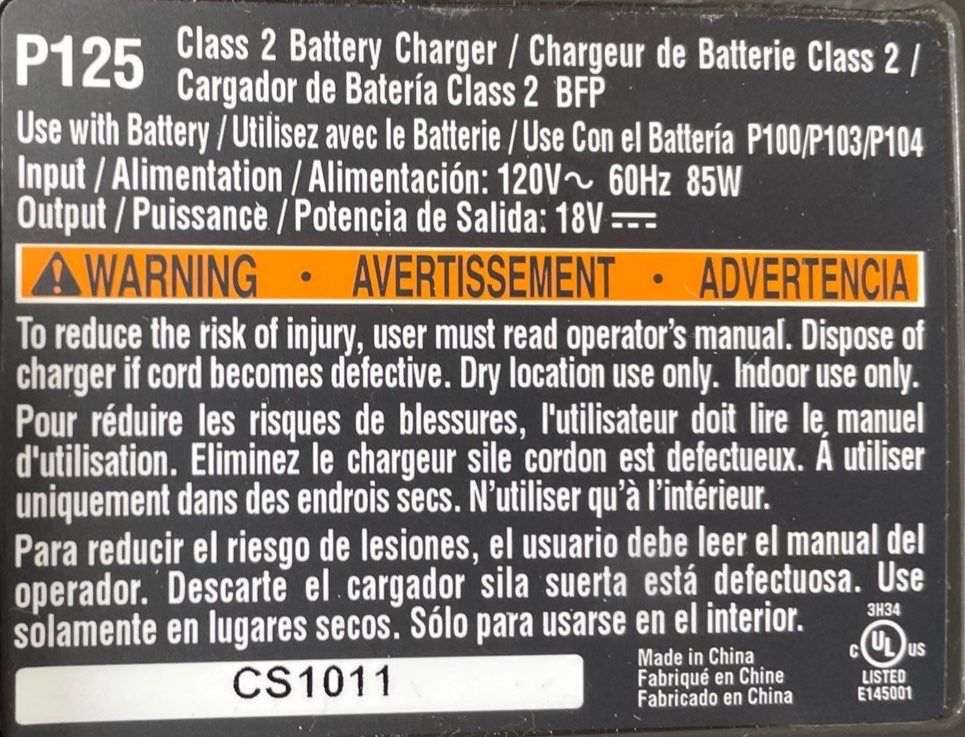 P125
Class 2 Battery Charger / Chargeur de Batterie Class 2 /
Cargador de Batería Class 2 BFP
Use with Battery / Utilisez avec le Batterie / Use Con el Battería P100/P103/P104
Input / Alimentation / Alimentación: 120V~ 60Hz 85W
Output / Puissance / Potencia de Salida: 18V ⎓
⚠ WARNING • AVERTISSEMENT • ADVERTENCIA
To reduce the risk of injury, user must read operator's manual. Dispose of
charger if cord becomes defective. Dry location use only. Indoor use only.
Pour réduire les risques de blessures, l'utilisateur doit lire le manuel
d'utilisation. Eliminez le chargeur sile cordon est defectueux. Á utiliser
uniquement dans des endrois secs. N'utiliser qu'à l'intérieur.
Para reducir el riesgo de lesiones, el usuario debe leer el manual del
operador. Descarte el cargador sila suerta está defectuosa. Use
solamente en lugares secos. Sólo para usarse en el interior.
CS1011
Made in China
Fabriqué en Chine
Fabricado en China
3H34
C UL US
LISTED
E145001